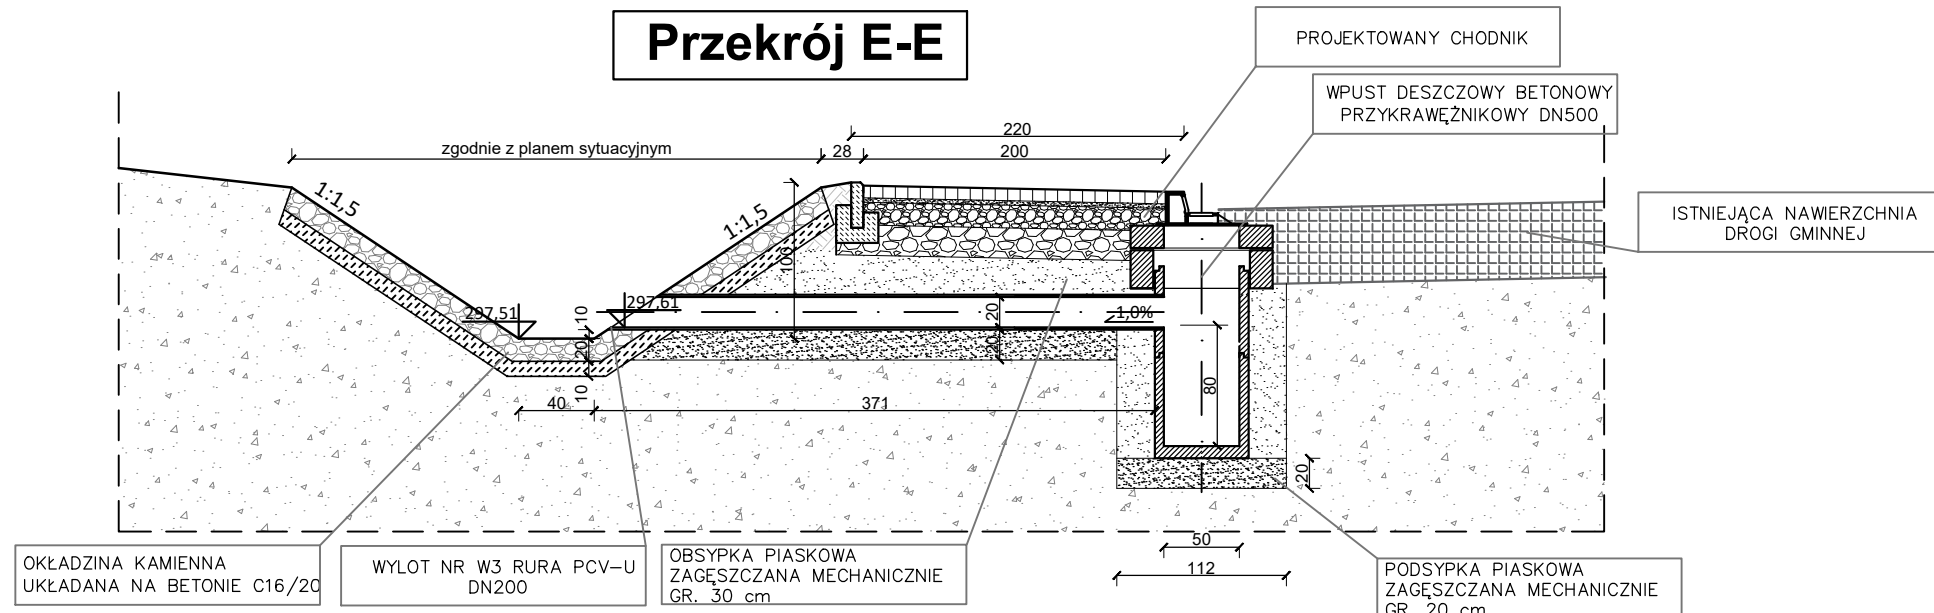 Przekrój E-E
PROJEKTOWANY CHODNIK
WPUST DESZCZOWY BETONOWY
PRZYKRAWĘŻNIKOWY DN500
220
zgodnie z planem sytuacyjnym
28
200
1:1,5
1:1,5
ISTNIEJĄCA NAWIERZCHNIA
DROGI GMINNEJ
100
297,51
10
297,61
20
1,0%
20
20
10
80
40
371
20
50
112
OKŁADZINA KAMIENNA
UKŁADANA NA BETONIE C16/20
WYLOT NR W3 RURA PCV-U
DN200
OBSYPKA PIASKOWA
ZAGĘSZCZANA MECHANICZNIE
GR. 30 cm
PODSYPKA PIASKOWA
ZAGĘSZCZANA MECHANICZNIE
GR. 20 cm